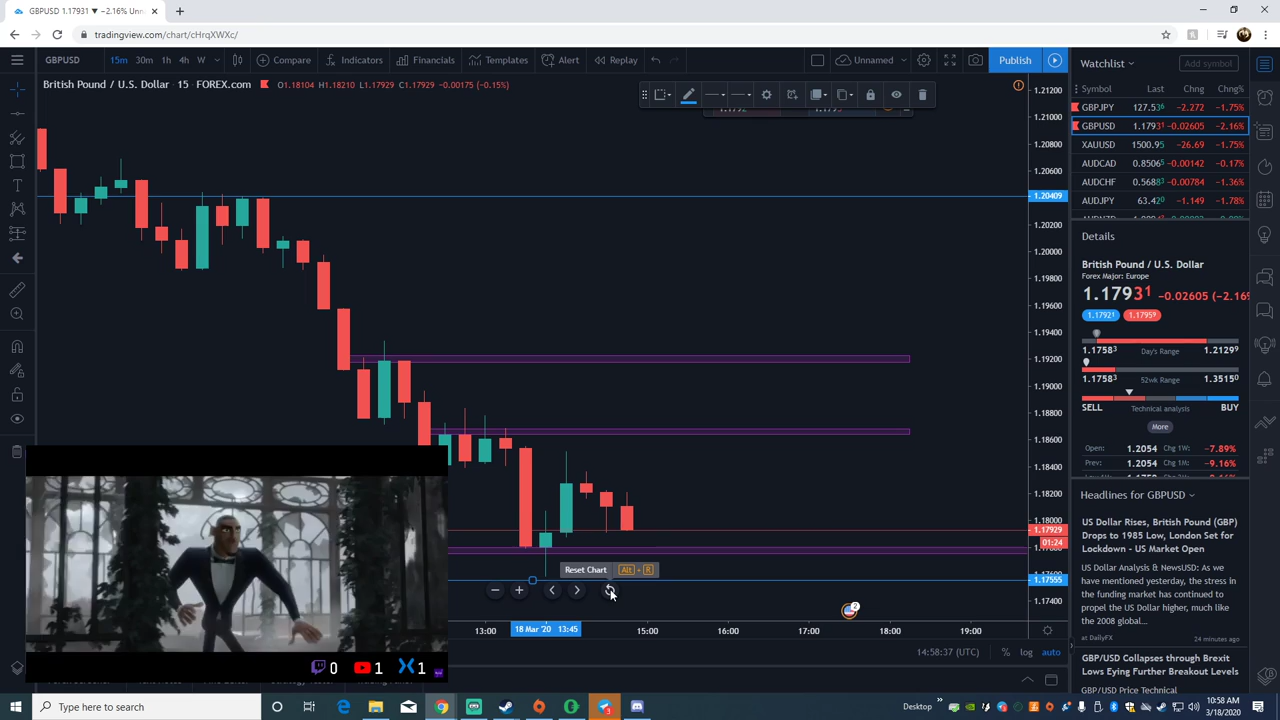 GBPUSD 1.17931 ▼ −2.16% Unn
tradingview.com/chart/cHrqXWXc/
GBPUSD
15m 30m 1h 4h W
Compare
Indicators
Financials
Templates
Alert
Replay
Unnamed
Publish
British Pound / U.S. Dollar · 15 · FOREX.com
O1.18104 H1.18210 L1.17929 C1.17929 −0.00175 (−0.15%)
1.21200
1.21000
1.20800
1.20600
1.20409
1.20200
1.20000
1.19800
1.19600
1.19400
1.19200
1.19000
1.18800
1.18600
1.18400
1.18200
1.18000
1.17929
01:24
1.17555
1.17400
Reset Chart Alt + R
13:00
18 Mar '20 13:45
15:00
16:00
17:00
18:00
19:00
2
14:58:37 (UTC)
% log auto
0 1 1
Watchlist
Add symbol
Symbol Last Chng Chng%
GBPJPY 127.536 −2.272 −1.75%
GBPUSD 1.17931 −0.02605 −2.16%
XAUUSD 1500.95 −26.69 −1.75%
AUDCAD 0.85065 −0.00142 −0.17%
AUDCHF 0.56883 −0.00784 −1.36%
AUDJPY 63.420 −1.149 −1.78%
Details
British Pound / U.S. Dollar
Forex Major: Europe
1.17931 −0.02605 (−2.16%
1.17921 1.17959
1.17583 Day's Range 1.21299
1.17583 52wk Range 1.35150
SELL Technical analysis BUY
More
Open: 1.2054 Chg 1W: −7.89%
Prev: 1.2054 Chg 1M: −9.16%
Headlines for GBPUSD
US Dollar Rises, British Pound (GBP)
Drops to 1985 Low, London Set for
Lockdown - US Market Open
US Dollar Analysis & NewsUSD: As we
have mentioned yesterday, the stress in
the funding market has continued to
propel the US Dollar higher, much like
the 2008 global...
at DailyFX 24 minutes ago
GBP/USD Collapses through Brexit
Lows Eying Further Breakout Levels
GBP/USD Price Technical
Type here to search
Desktop
10:58 AM
3/18/2020